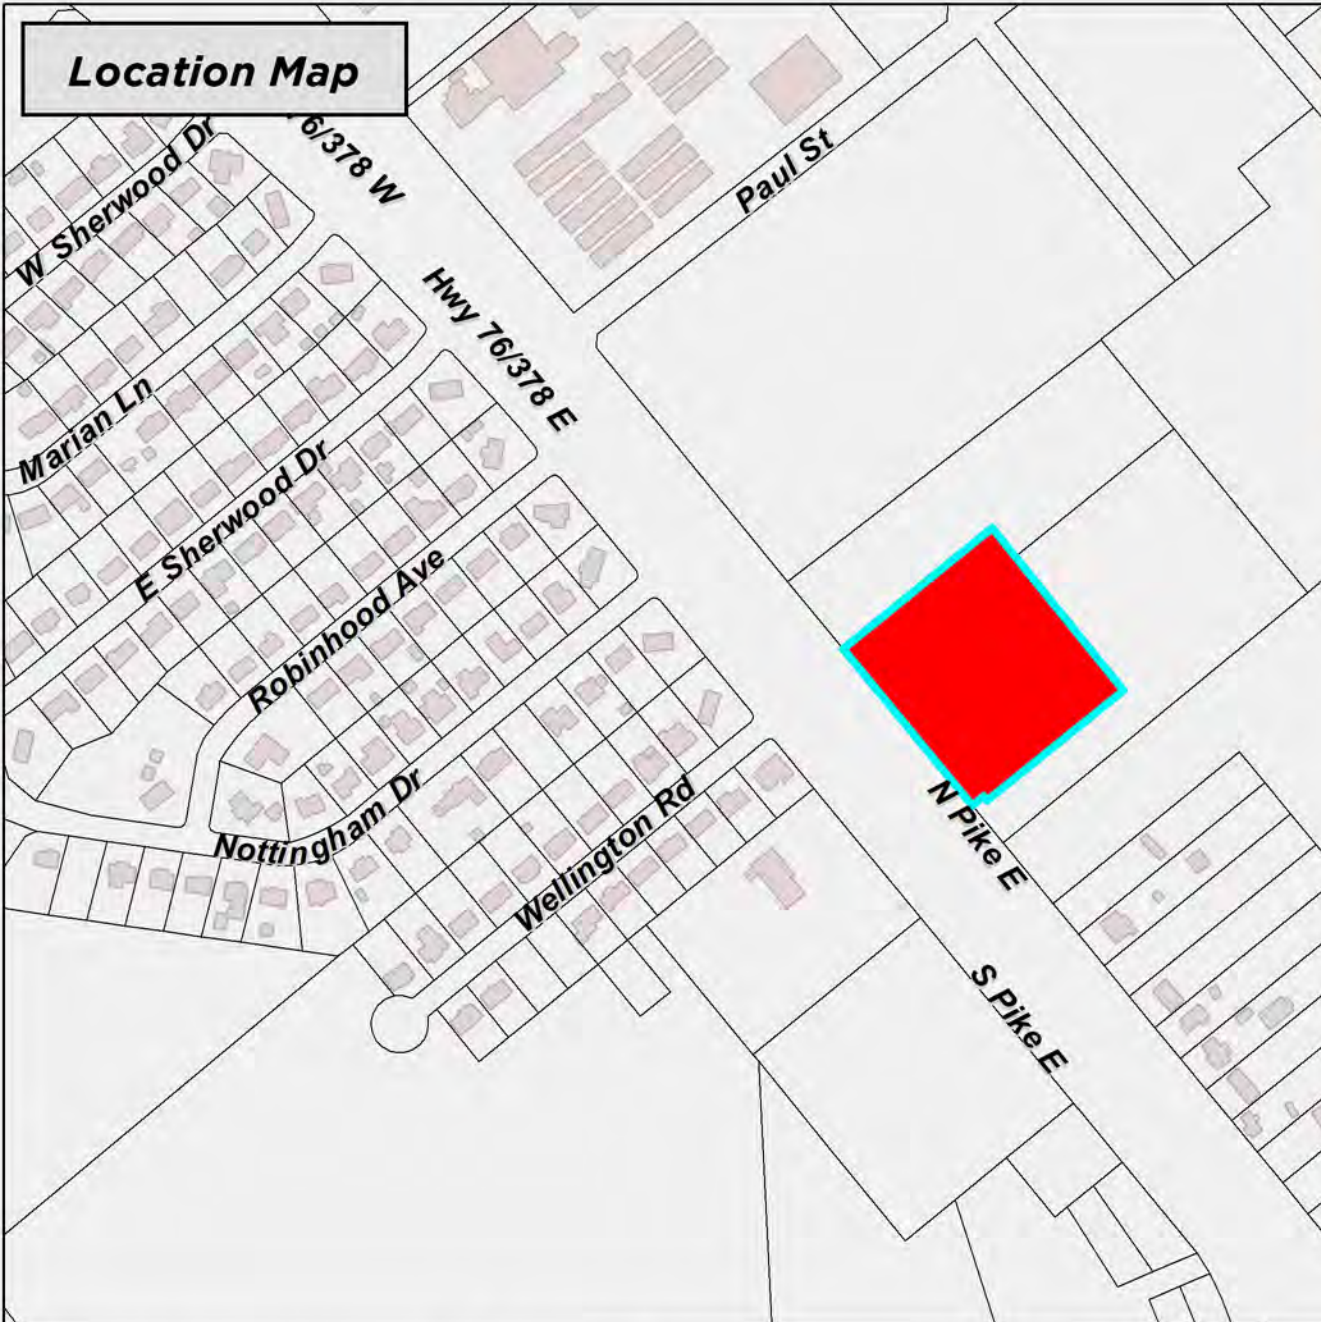 Location Map
W Sherwood Dr
6/378 W
Paul St
Hwy 76/378 E
Marian Ln
E Sherwood Dr
Robinhood Ave
Nottingham Dr
Wellington Rd
N Pike E
S Pike E